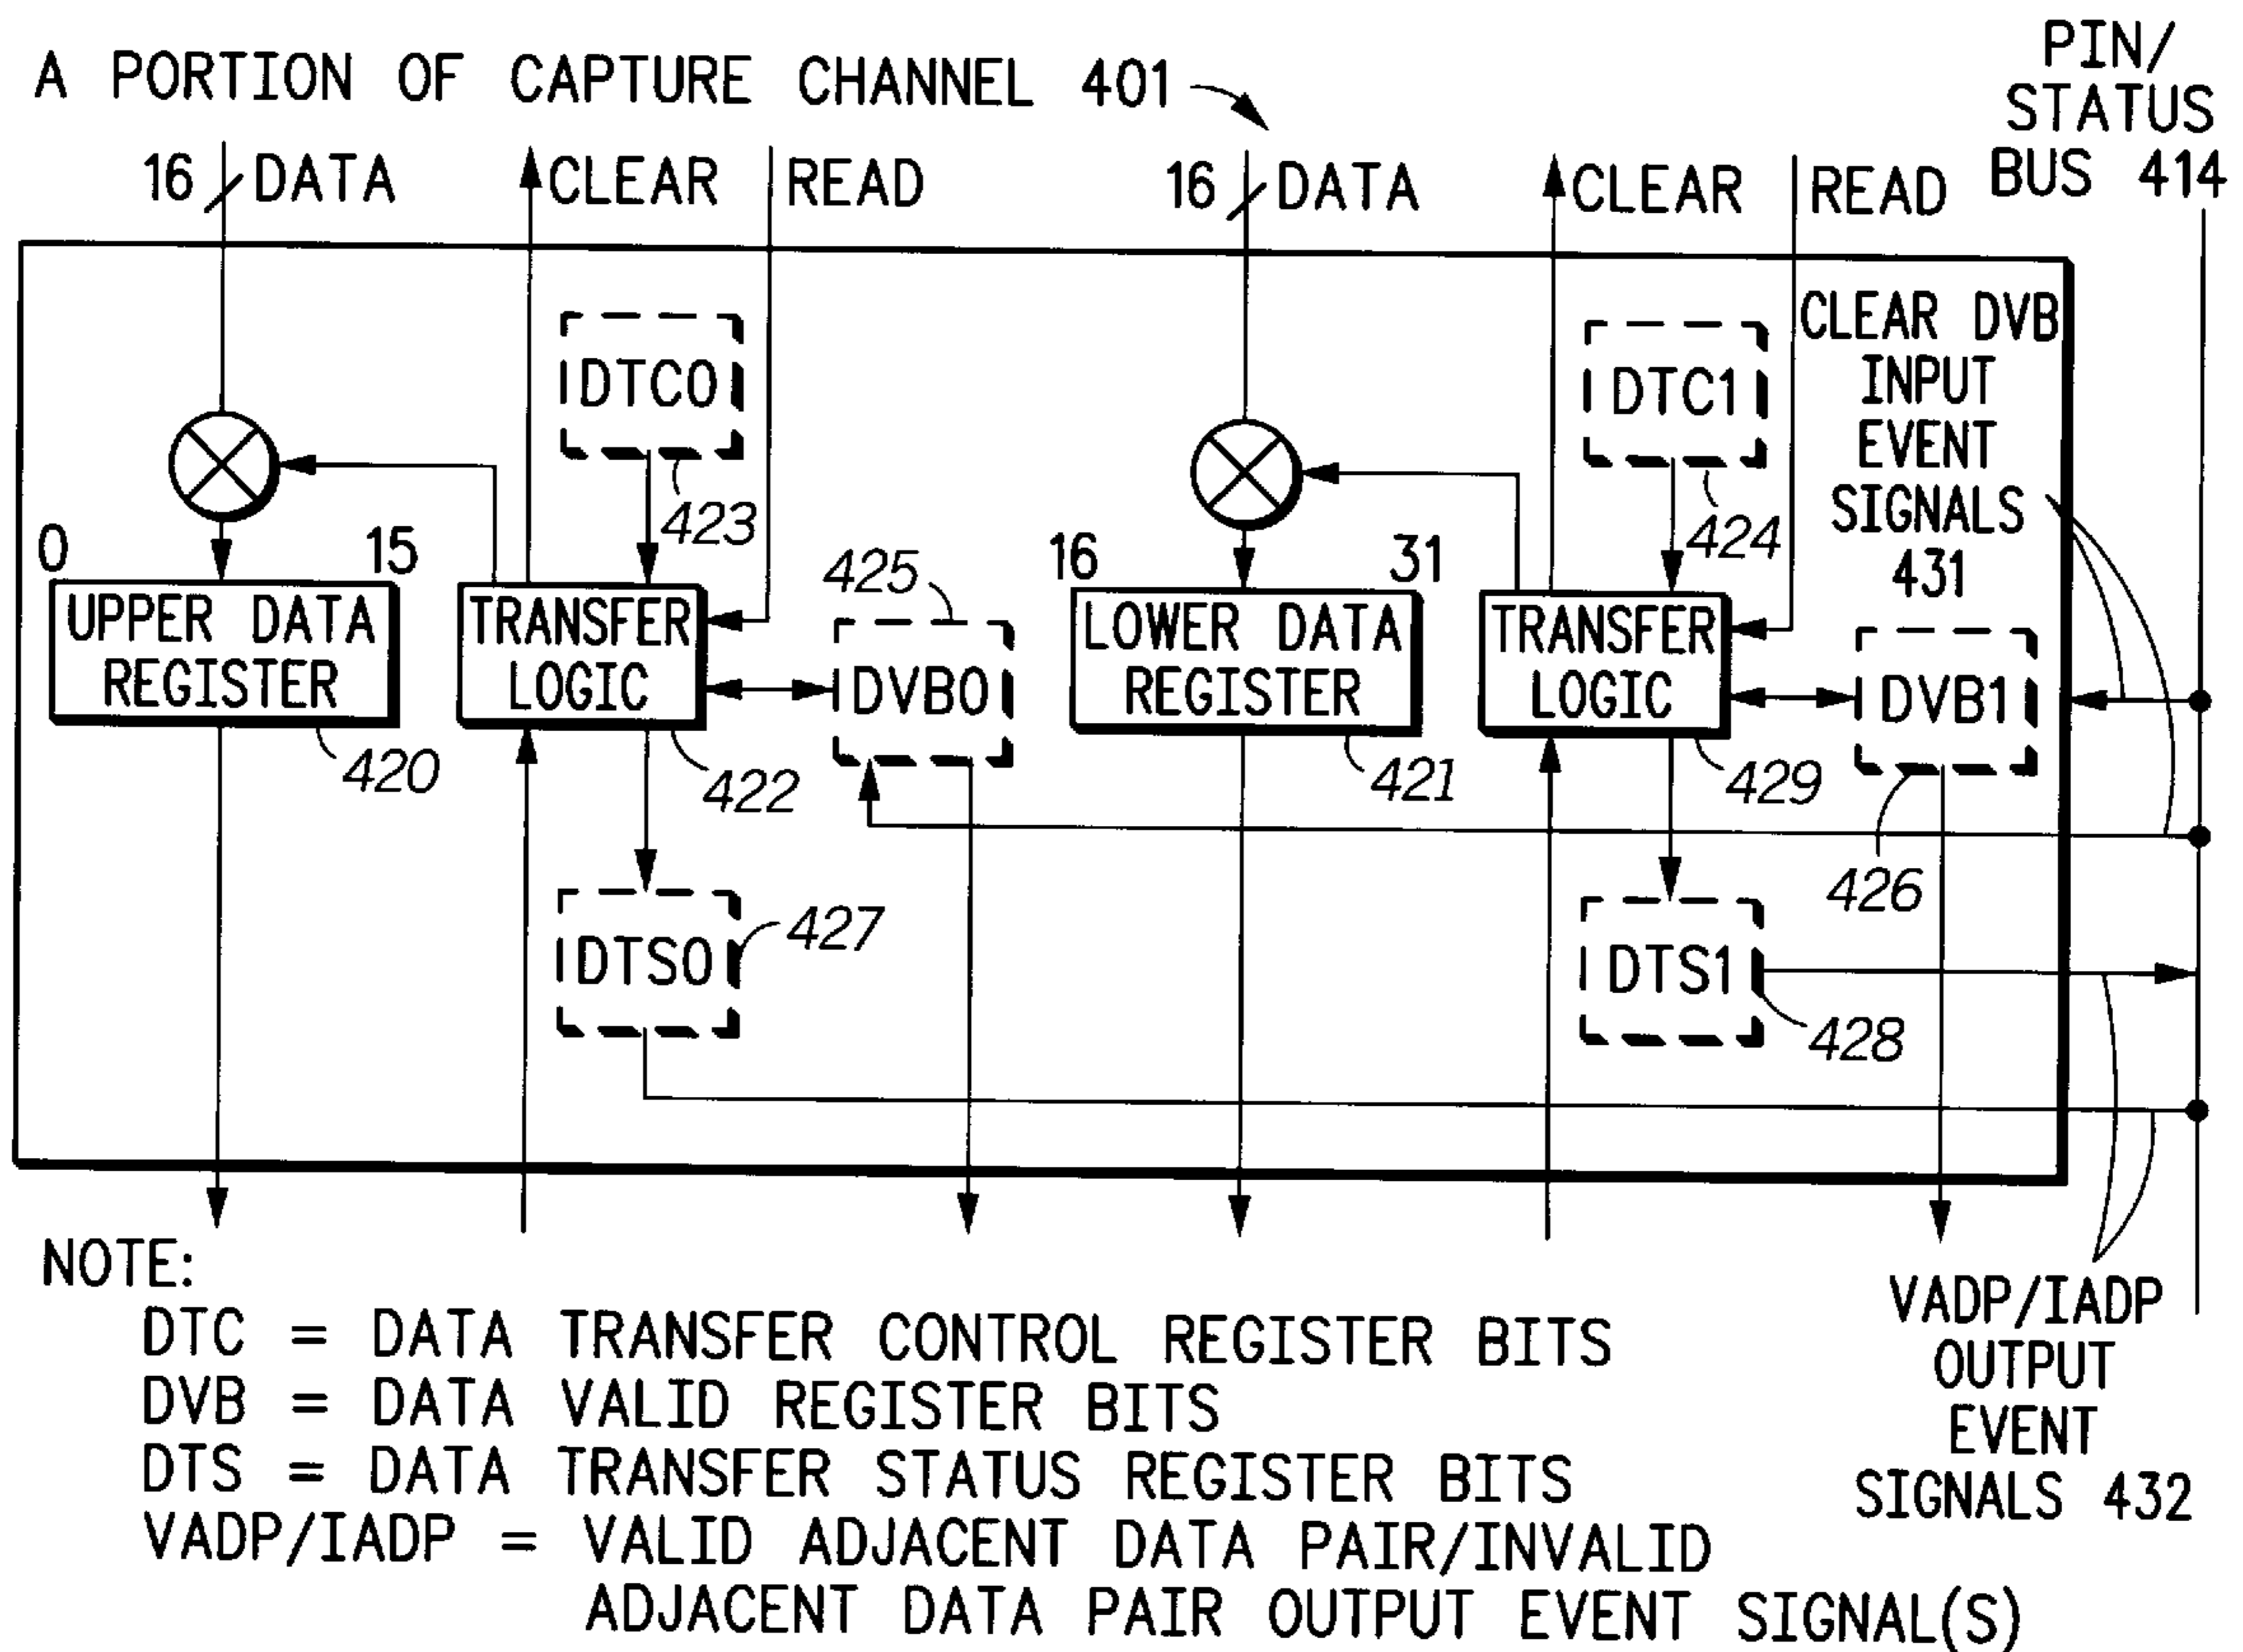 A PORTION OF CAPTURE CHANNEL 401
PIN/
STATUS
BUS 414
16 DATA
CLEAR
READ
16 DATA
CLEAR
READ
DTC0
423
DTC1
424
CLEAR DVB
INPUT
EVENT
SIGNALS
431
0 15
UPPER DATA
REGISTER
420
TRANSFER
LOGIC
422
425
DVB0
16 31
LOWER DATA
REGISTER
421
TRANSFER
LOGIC
429
DVB1
426
DTS0
427
DTS1
428
VADP/IADP
OUTPUT
EVENT
SIGNALS 432
NOTE:
DTC = DATA TRANSFER CONTROL REGISTER BITS
DVB = DATA VALID REGISTER BITS
DTS = DATA TRANSFER STATUS REGISTER BITS
VADP/IADP = VALID ADJACENT DATA PAIR/INVALID
ADJACENT DATA PAIR OUTPUT EVENT SIGNAL(S)